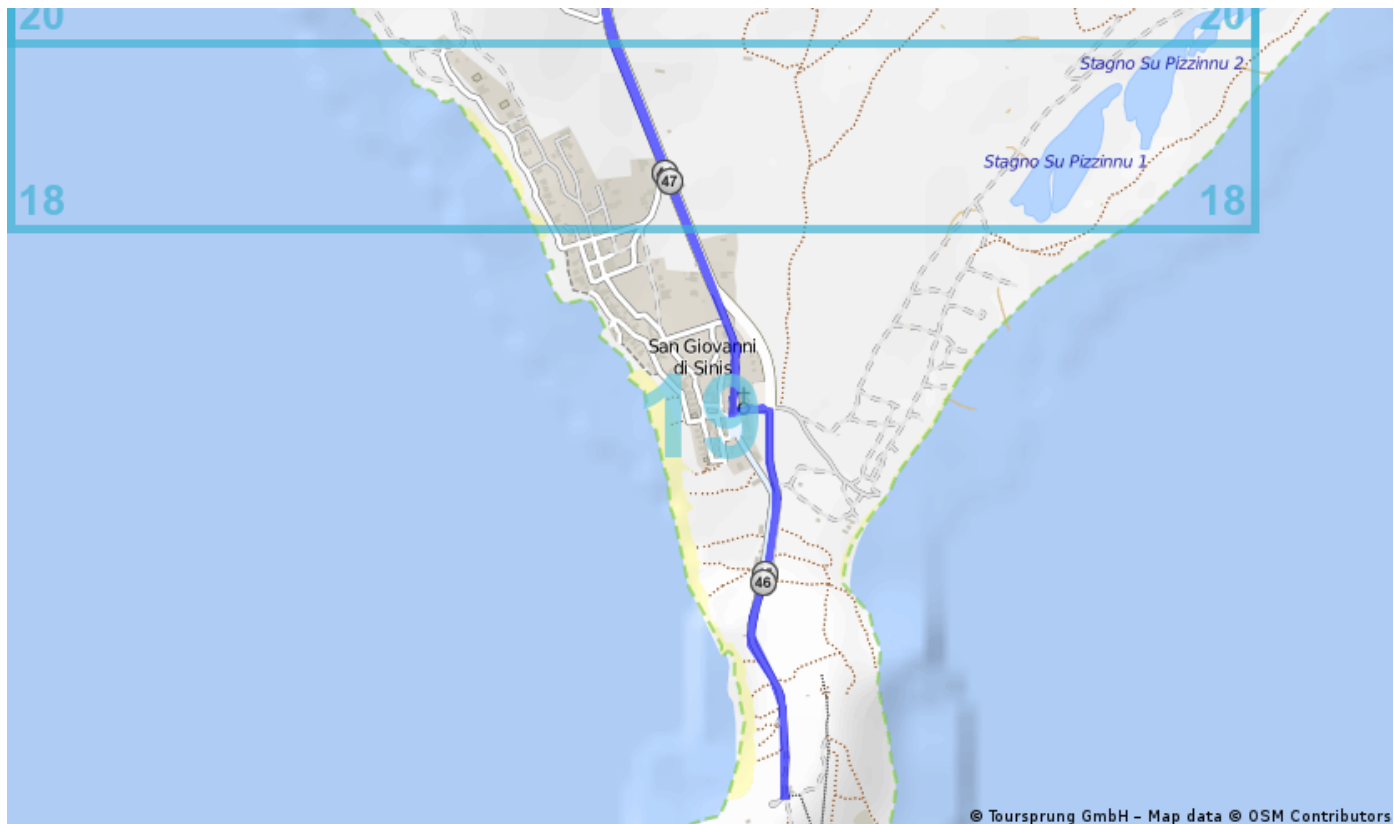 20
20
Stagno Su Pizzinnu 2
Stagno Su Pizzinnu 1
47
18
18
San Giovanni
di Sinis
19
46
© Toursprung GmbH – Map data © OSM Contributors